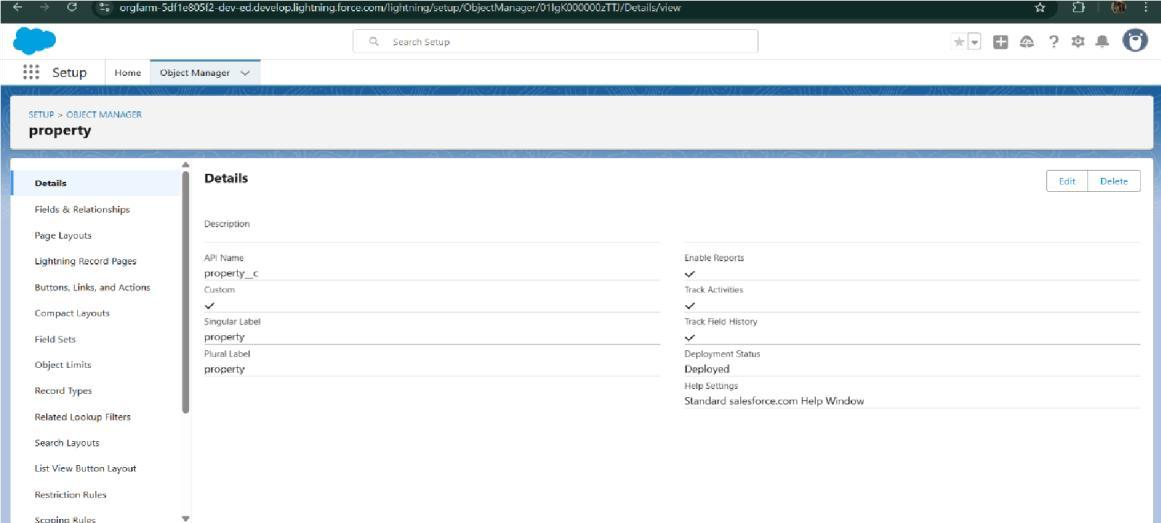 orgfarm-5df1e805f2-dev-ed.develop.lightning.force.com/lightning/setup/ObjectManager/01IgK000000zTTJ/Details/view
Search Setup
Setup Home Object Manager
SETUP > OBJECT MANAGER
property
Details
Fields & Relationships
Page Layouts
Lightning Record Pages
Buttons, Links, and Actions
Compact Layouts
Field Sets
Object Limits
Record Types
Related Lookup Filters
Search Layouts
List View Button Layout
Restriction Rules
Scoping Rules
Details
Edit Delete
Description
API Name
property__c
Custom
Singular Label
property
Plural Label
property
Enable Reports
Track Activities
Track Field History
Deployment Status
Deployed
Help Settings
Standard salesforce.com Help Window